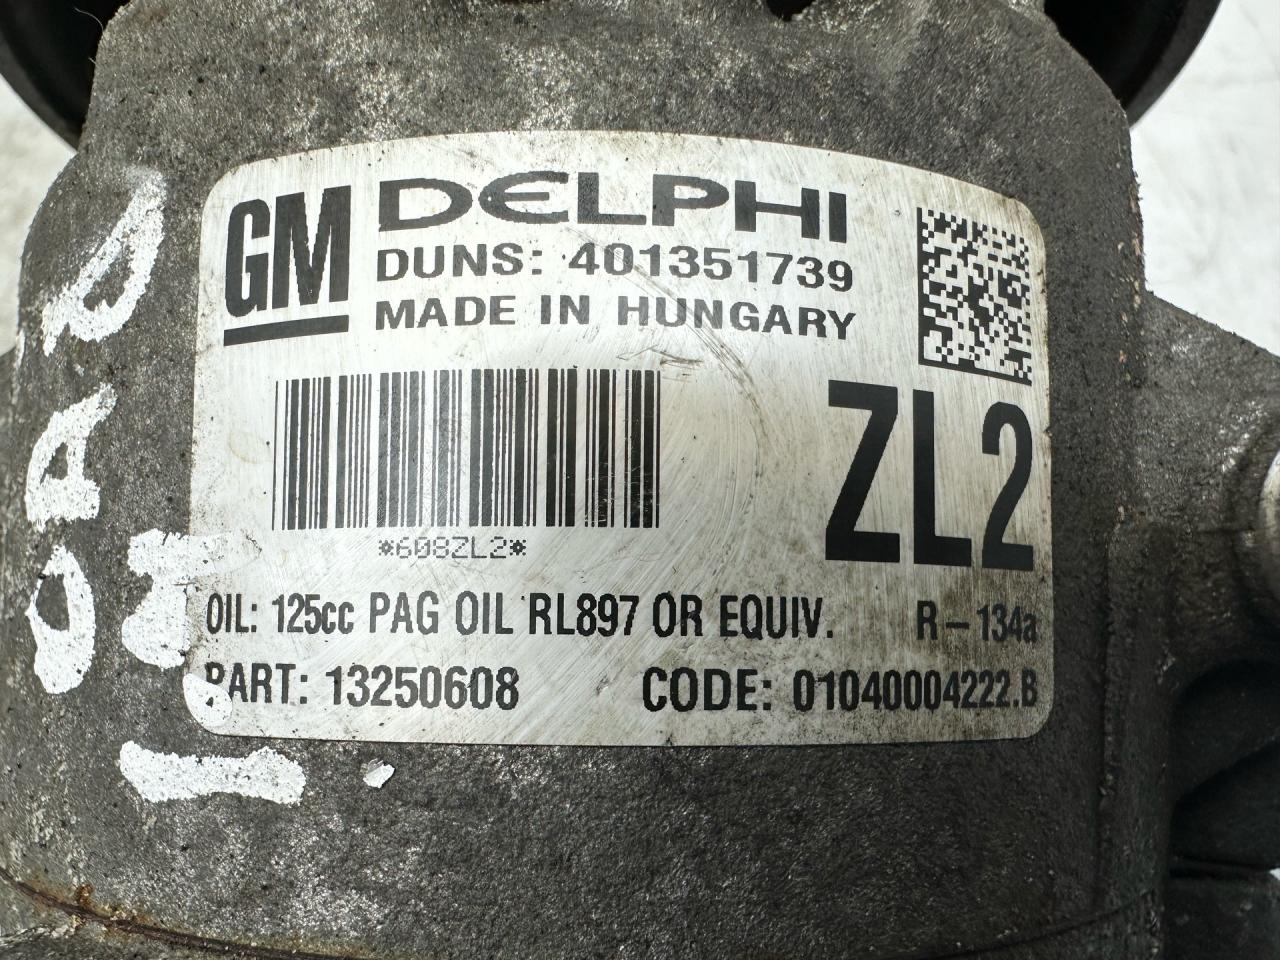 GM
DELPHI
DUNS: 401351739
MADE IN HUNGARY
ZL2
*608ZL2*
OIL: 125cc PAG OIL RL897 OR EQUIV. R-134a
PART: 13250608 CODE: 01040004222.B